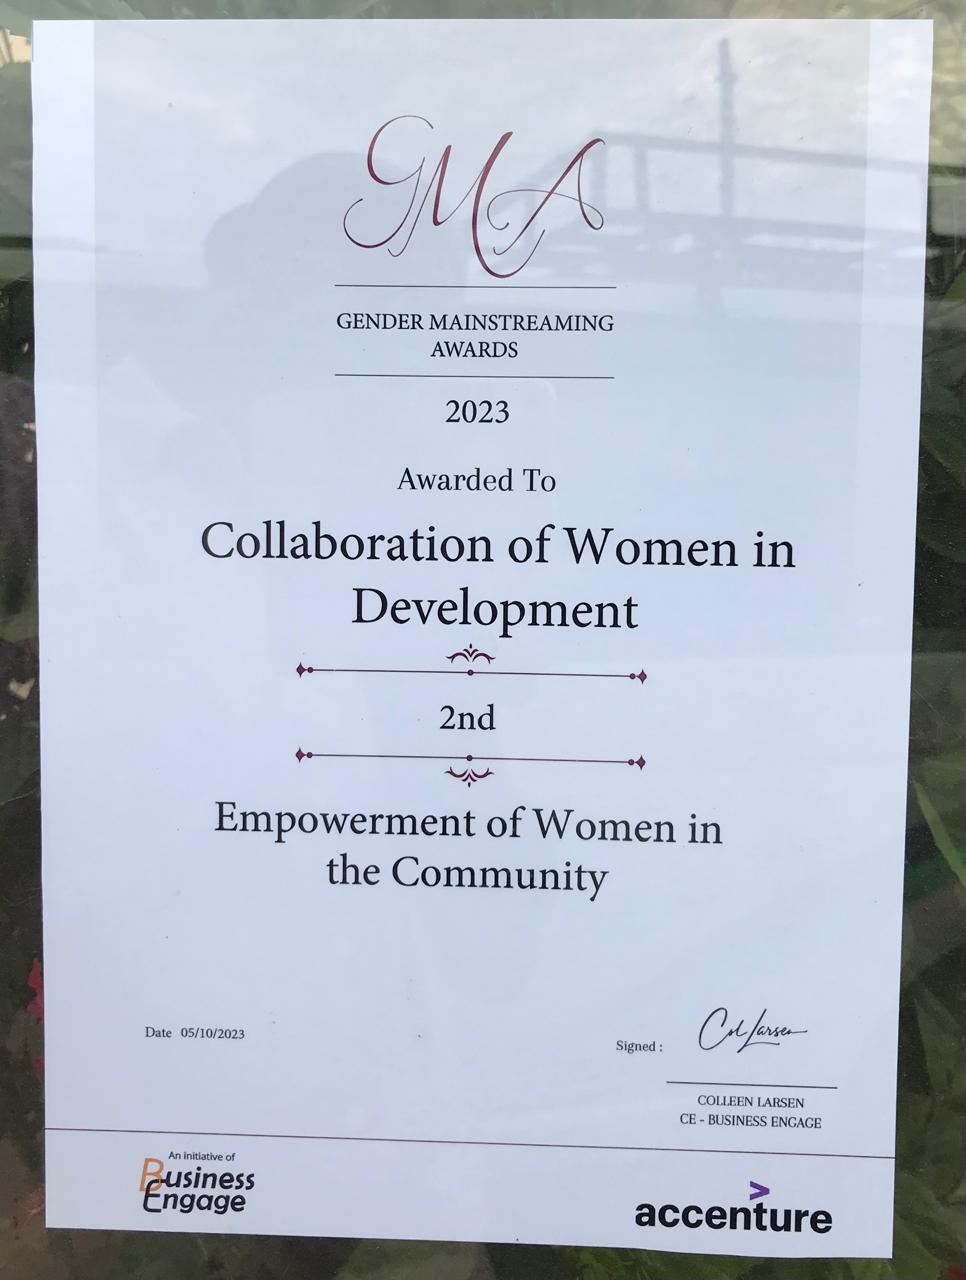 GMA
GENDER MAINSTREAMING
AWARDS
2023
Awarded To
Collaboration of Women in
Development
2nd
Empowerment of Women in
the Community
Date 05/10/2023
Signed :
Col Larsen
COLLEEN LARSEN
CE - BUSINESS ENGAGE
An initiative of
Business
Engage
accenture